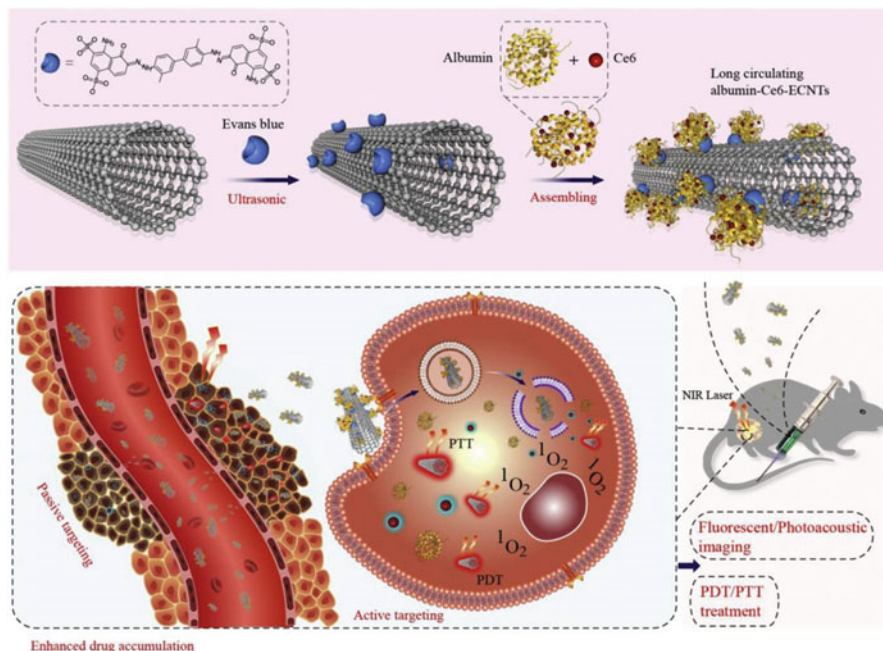 =
Albumin
+
Ce6
Long circulating
albumin-Ce6-ECNTs
Evans blue
Ultrasonic
Assembling
Passive targeting
PTT
¹O₂
¹O₂
¹O₂
¹O₂
PDT
Active targeting
Enhanced drug accumulation
NIR Laser
Fluorescent/Photoacoustic
imaging
PDT/PTT
treatment